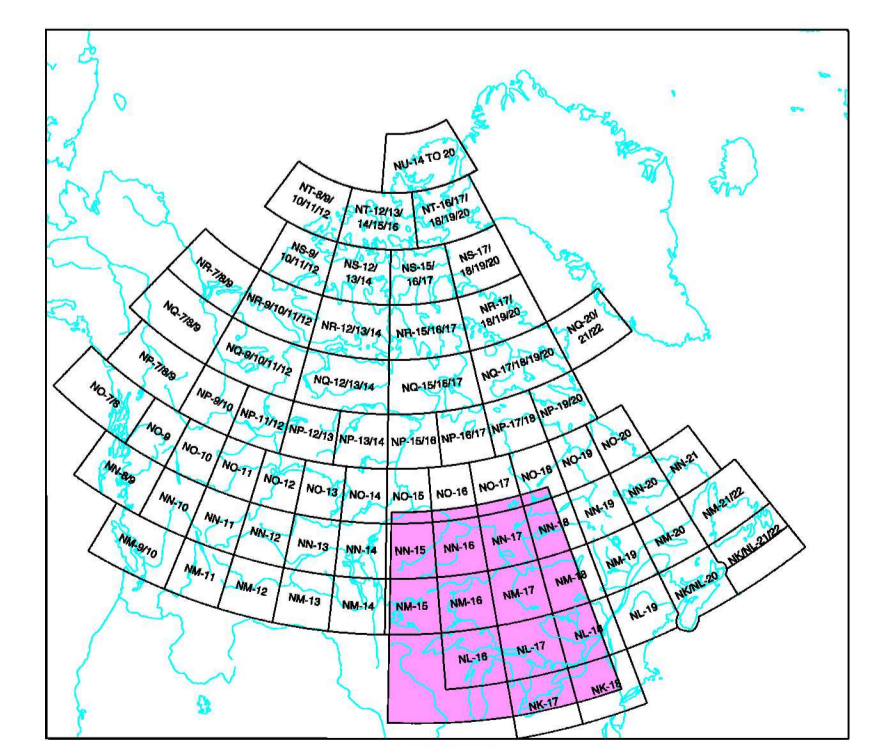 NU-14 TO 20
NT-8/9/
10/11/12
NT-12/13/
14/15/16
NT-16/17/
18/19/20
NS-9/
10/11/12
NS-12/
13/14
NS-15/
16/17
NS-17/
18/19/20
NR-7/8/9
NR-9/10/11/12
NR-12/13/14
NR-15/16/17
NR-17/
18/19/20
NQ-7/8/9
NQ-9/10/11/12
NQ-12/13/14
NQ-15/16/17
NQ-17/18/19/20
NQ-20/
21/22
NP-7/8/9
NP-9/10
NP-11/12
NP-12/13
NP-13/14
NP-15/16
NP-16/17
NP-17/18
NP-19/20
NO-7/8
NO-9
NO-10
NO-11
NO-12
NO-13
NO-14
NO-15
NO-16
NO-17
NO-18
NO-19
NO-20
NN-8/9
NN-10
NN-11
NN-12
NN-13
NN-14
NN-15
NN-16
NN-17
NN-18
NN-19
NN-20
NN-21
NM-9/10
NM-11
NM-12
NM-13
NM-14
NM-15
NM-16
NM-17
NM-18
NM-19
NM-20
NM-21/22
NL-16
NL-17
NL-18
NL-19
NK/NL-20
NK/NL-21/22
NK-17
NK-18